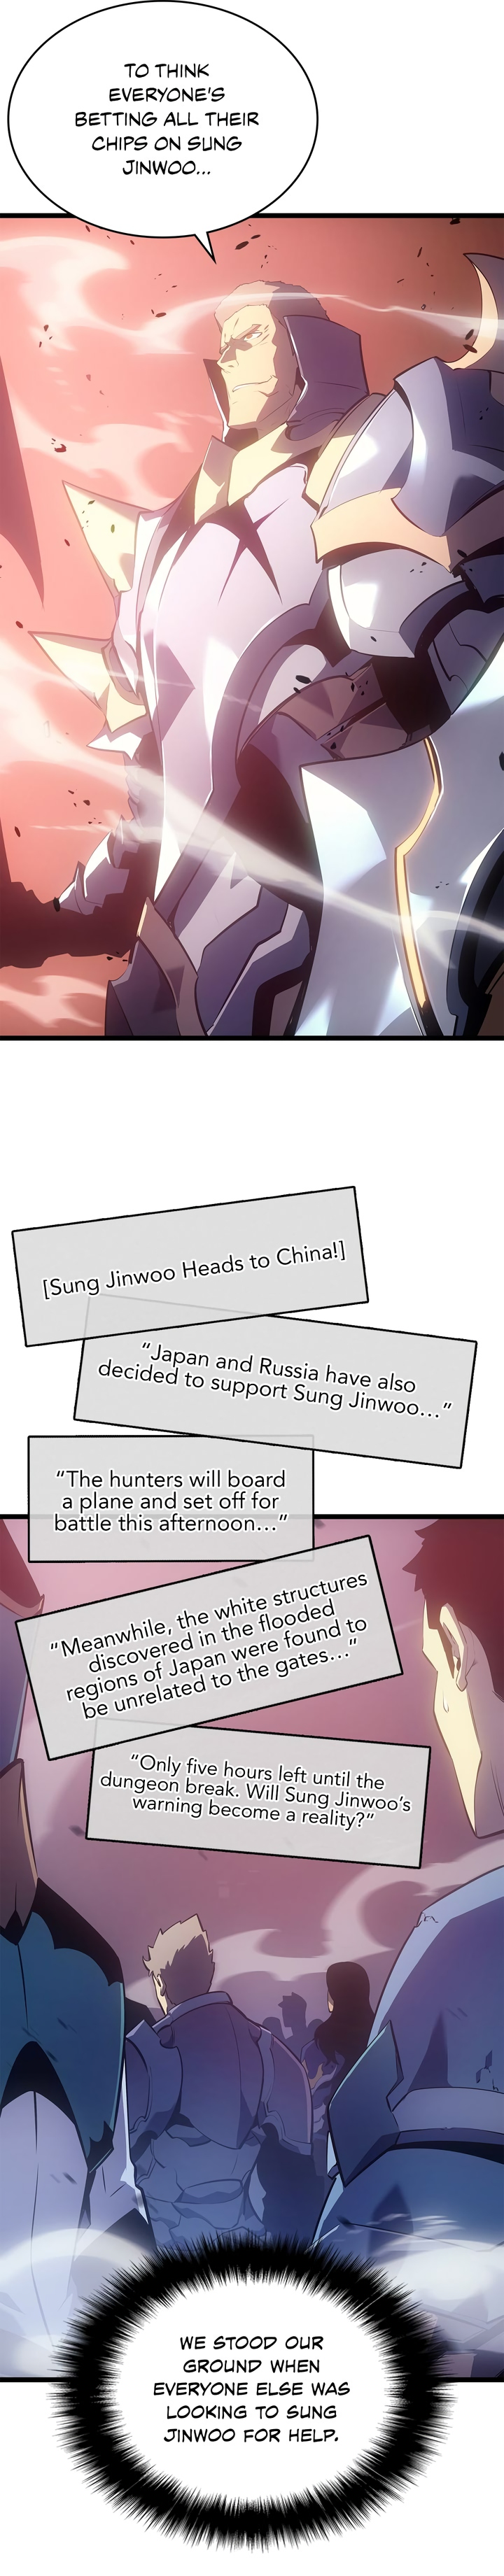 TO THINK
EVERYONE'S
BETTING ALL THEIR
CHIPS ON SUNG
JINWOO...
[Sung Jinwoo Heads to China!]
“Japan and Russia have also
decided to support Sung Jinwoo...”
“The hunters will board
a plane and set off for
battle this afternoon...”
“Meanwhile, the white structures
discovered in the flooded
regions of Japan were found to
be unrelated to the gates...”
“Only five hours left until the
dungeon break. Will Sung Jinwoo’s
warning become a reality?”
WE STOOD OUR
GROUND WHEN
EVERYONE ELSE WAS
LOOKING TO SUNG
JINWOO FOR HELP.